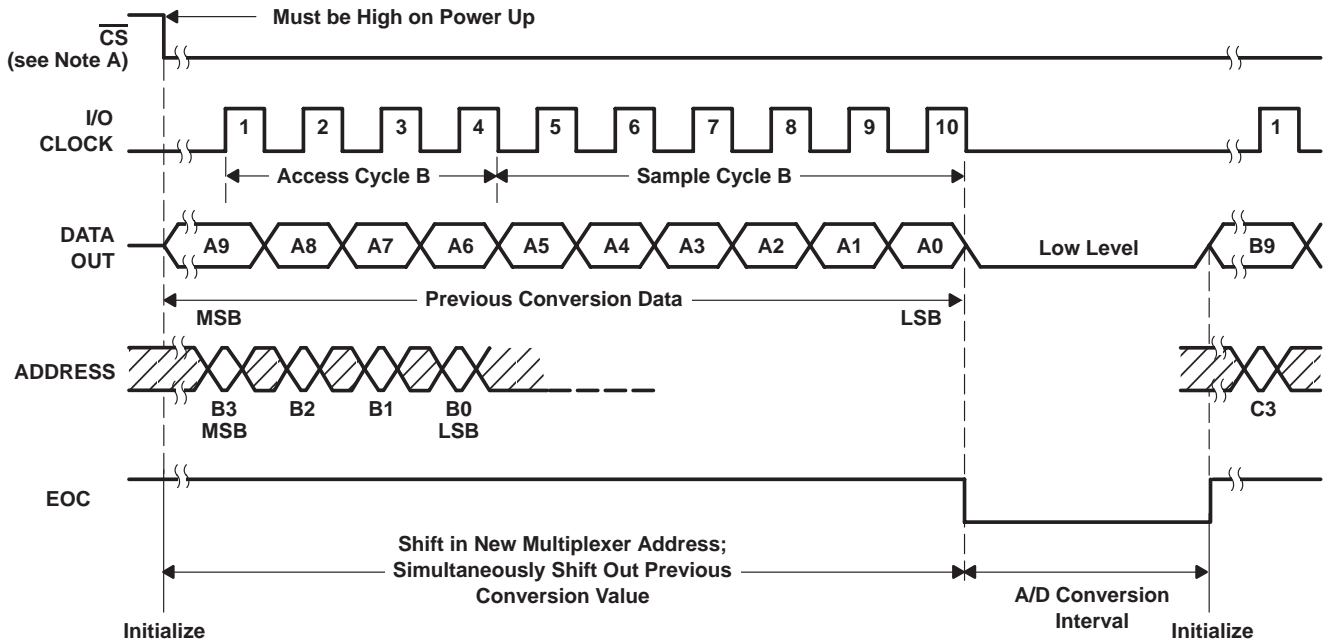 Must be High on Power Up
CS
(see Note A)
I/O
CLOCK
1 2 3 4 5 6 7 8 9 10 1
Access Cycle B
Sample Cycle B
DATA
OUT
A9 A8 A7 A6 A5 A4 A3 A2 A1 A0 Low Level B9
Previous Conversion Data
MSB LSB
ADDRESS
B3 B2 B1 B0 C3
MSB LSB
EOC
Shift in New Multiplexer Address;
Simultaneously Shift Out Previous
Conversion Value
A/D Conversion
Interval
Initialize Initialize